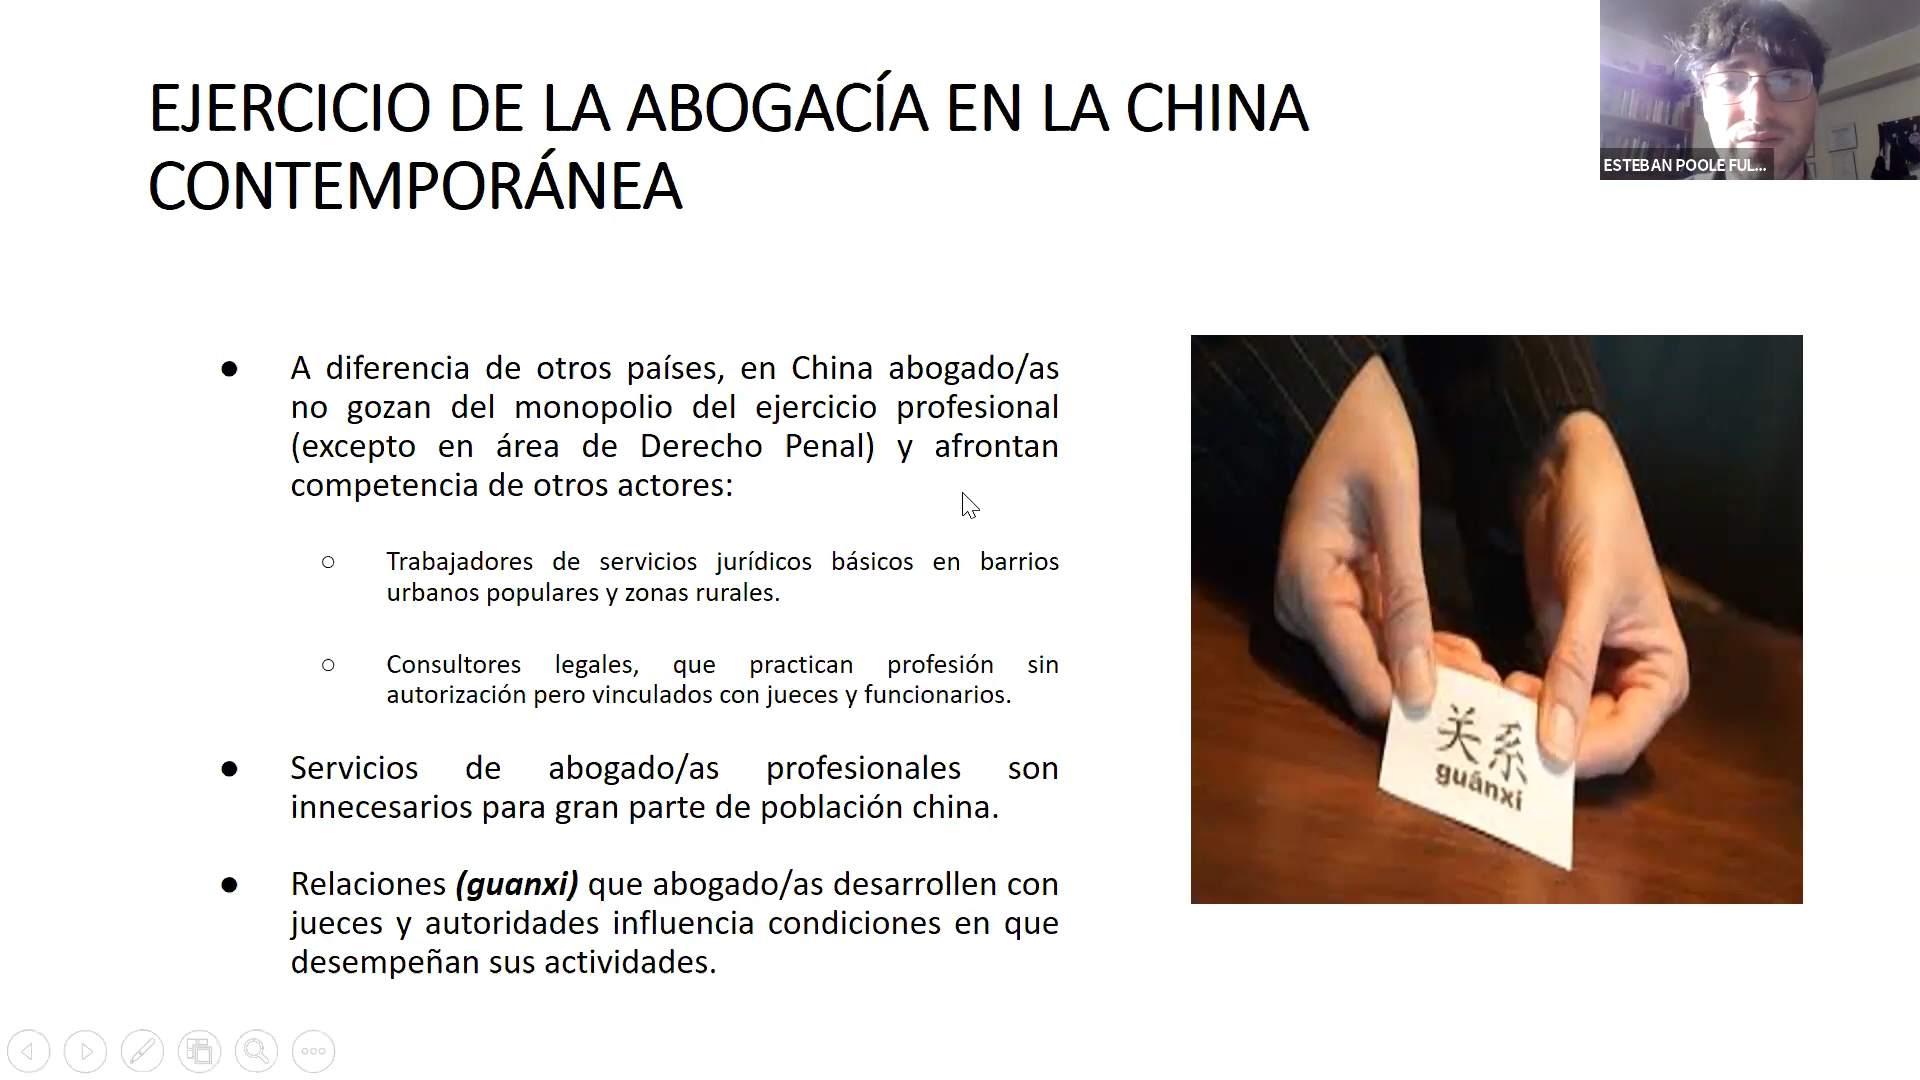 EJERCICIO DE LA ABOGACÍA EN LA CHINA
CONTEMPORÁNEA
ESTEBAN POOLE FUL...
● A diferencia de otros países, en China abogado/as
no gozan del monopolio del ejercicio profesional
(excepto en área de Derecho Penal) y afrontan
competencia de otros actores:
○ Trabajadores de servicios jurídicos básicos en barrios
urbanos populares y zonas rurales.
○ Consultores legales, que practican profesión sin
autorización pero vinculados con jueces y funcionarios.
● Servicios de abogado/as profesionales son
innecesarios para gran parte de población china.
● Relaciones (guanxi) que abogado/as desarrollen con
jueces y autoridades influencia condiciones en que
desempeñan sus actividades.
关系
guānxi